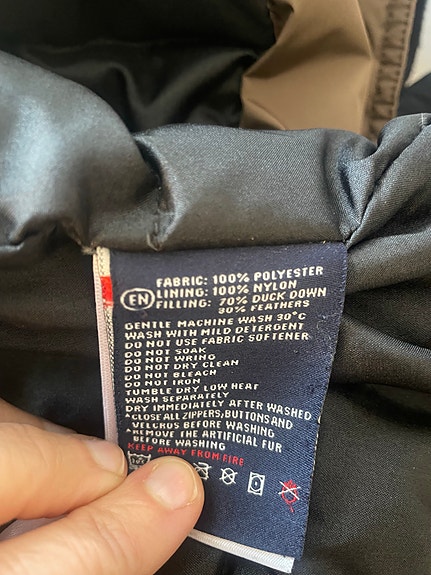 FABRIC: 100% POLYESTER
EN LINING: 100% NYLON
FILLING: 70% DUCK DOWN
30% FEATHERS
GENTLE MACHINE WASH 30°C
WASH WITH MILD DETERGENT
DO NOT USE FABRIC SOFTENER
DO NOT SOAK
DO NOT WRING
DO NOT DRY CLEAN
DO NOT BLEACH
DO NOT IRON
TUMBLE DRY LOW HEAT
WASH SEPARATELY
DRY IMMEDIATELY AFTER WASHED
*CLOSE ALL ZIPPERS, BUTTONS AND
VELCROS BEFORE WASHING
*REMOVE THE ARTIFICIAL FUR
BEFORE WASHING
KEEP AWAY FROM FIRE